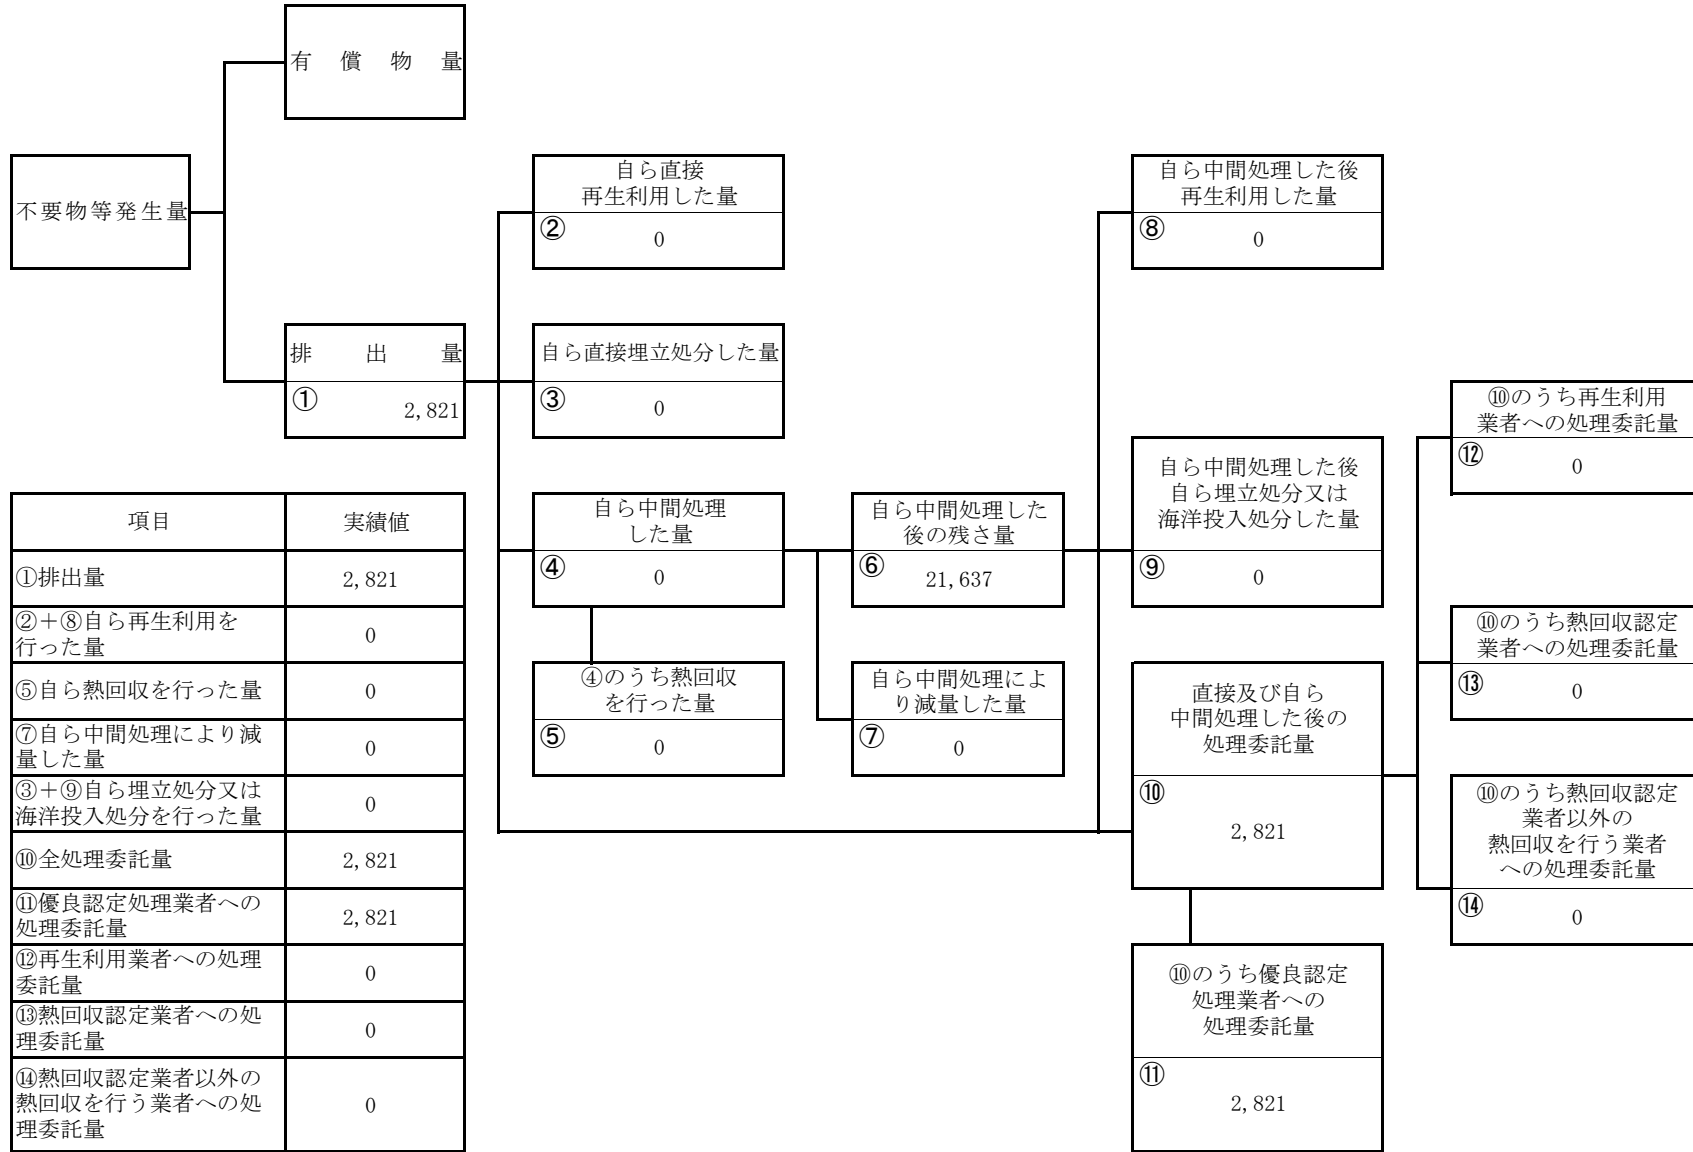 有償物量
不要物等発生量
排出量
①
2,821
自ら直接
再生利用した量
②
0
自ら直接埋立処分した量
③
0
自ら中間処理
した量
④
0
④のうち熱回収
を行った量
⑤
0
自ら中間処理した
後の残さ量
⑥
21,637
自ら中間処理によ
り減量した量
⑦
0
自ら中間処理した後
再生利用した量
⑧
0
自ら中間処理した後
自ら埋立処分又は
海洋投入処分した量
⑨
0
直接及び自ら
中間処理した後の
処理委託量
⑩
2,821
⑩のうち優良認定
処理業者への
処理委託量
⑪
2,821
⑩のうち再生利用
業者への処理委託量
⑫
0
⑩のうち熱回収認定
業者への処理委託量
⑬
0
⑩のうち熱回収認定
業者以外の
熱回収を行う業者
への処理委託量
⑭
0
項目 実績値
①排出量 2,821
②+⑧自ら再生利用を
行った量 0
⑤自ら熱回収を行った量 0
⑦自ら中間処理により減
量した量 0
③+⑨自ら埋立処分又は
海洋投入処分を行った量 0
⑩全処理委託量 2,821
⑪優良認定処理業者への
処理委託量 2,821
⑫再生利用業者への処理
委託量 0
⑬熱回収認定業者への処
理委託量 0
⑭熱回収認定業者以外の
熱回収を行う業者への処
理委託量 0